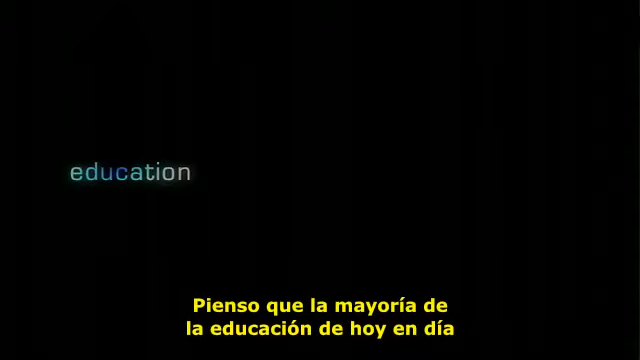 education
Pienso que la mayoría de
la educación de hoy en día